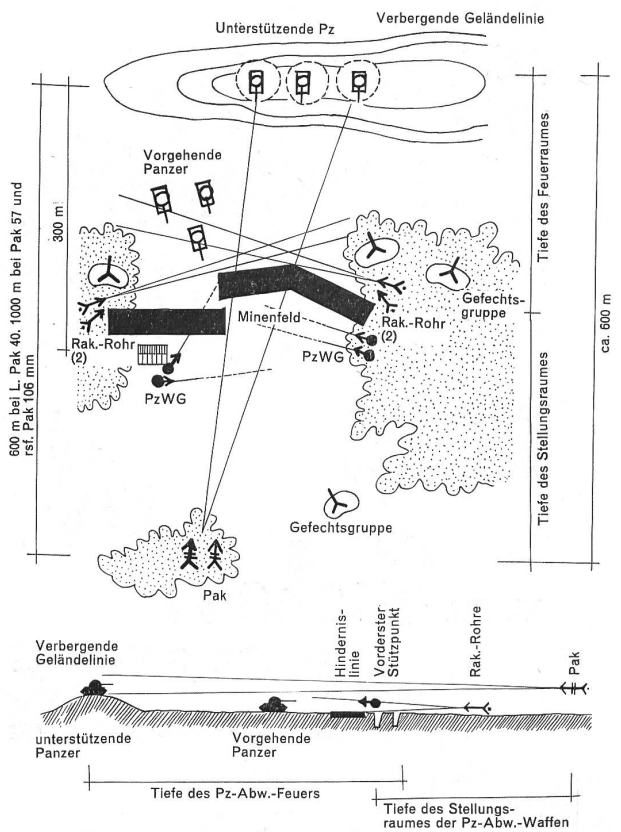 Unterstützende Pz
Verbergende Geländelinie
Vorgehende
Panzer
300 m
600 m bei L. Pak 40. 1000 m bei Pak 57 und
rsf. Pak 106 mm
Tiefe des Feuerraumes
ca. 600 m
Gefechts-
gruppe
Rak.-Rohr
(2)
Minenfeld
Rak.-Rohr
(2)
PzWG
PzWG
Tiefe des Stellungsraumes
Gefechtsgruppe
Pak
Verbergende
Geländelinie
Hindernis-
linie
Vorderster
Stützpunkt
Rak.-Rohre
Pak
unterstützende
Panzer
Vorgehende
Panzer
Tiefe des Pz-Abw.-Feuers
Tiefe des Stellungs-
raumes der Pz-Abw.-Waffen